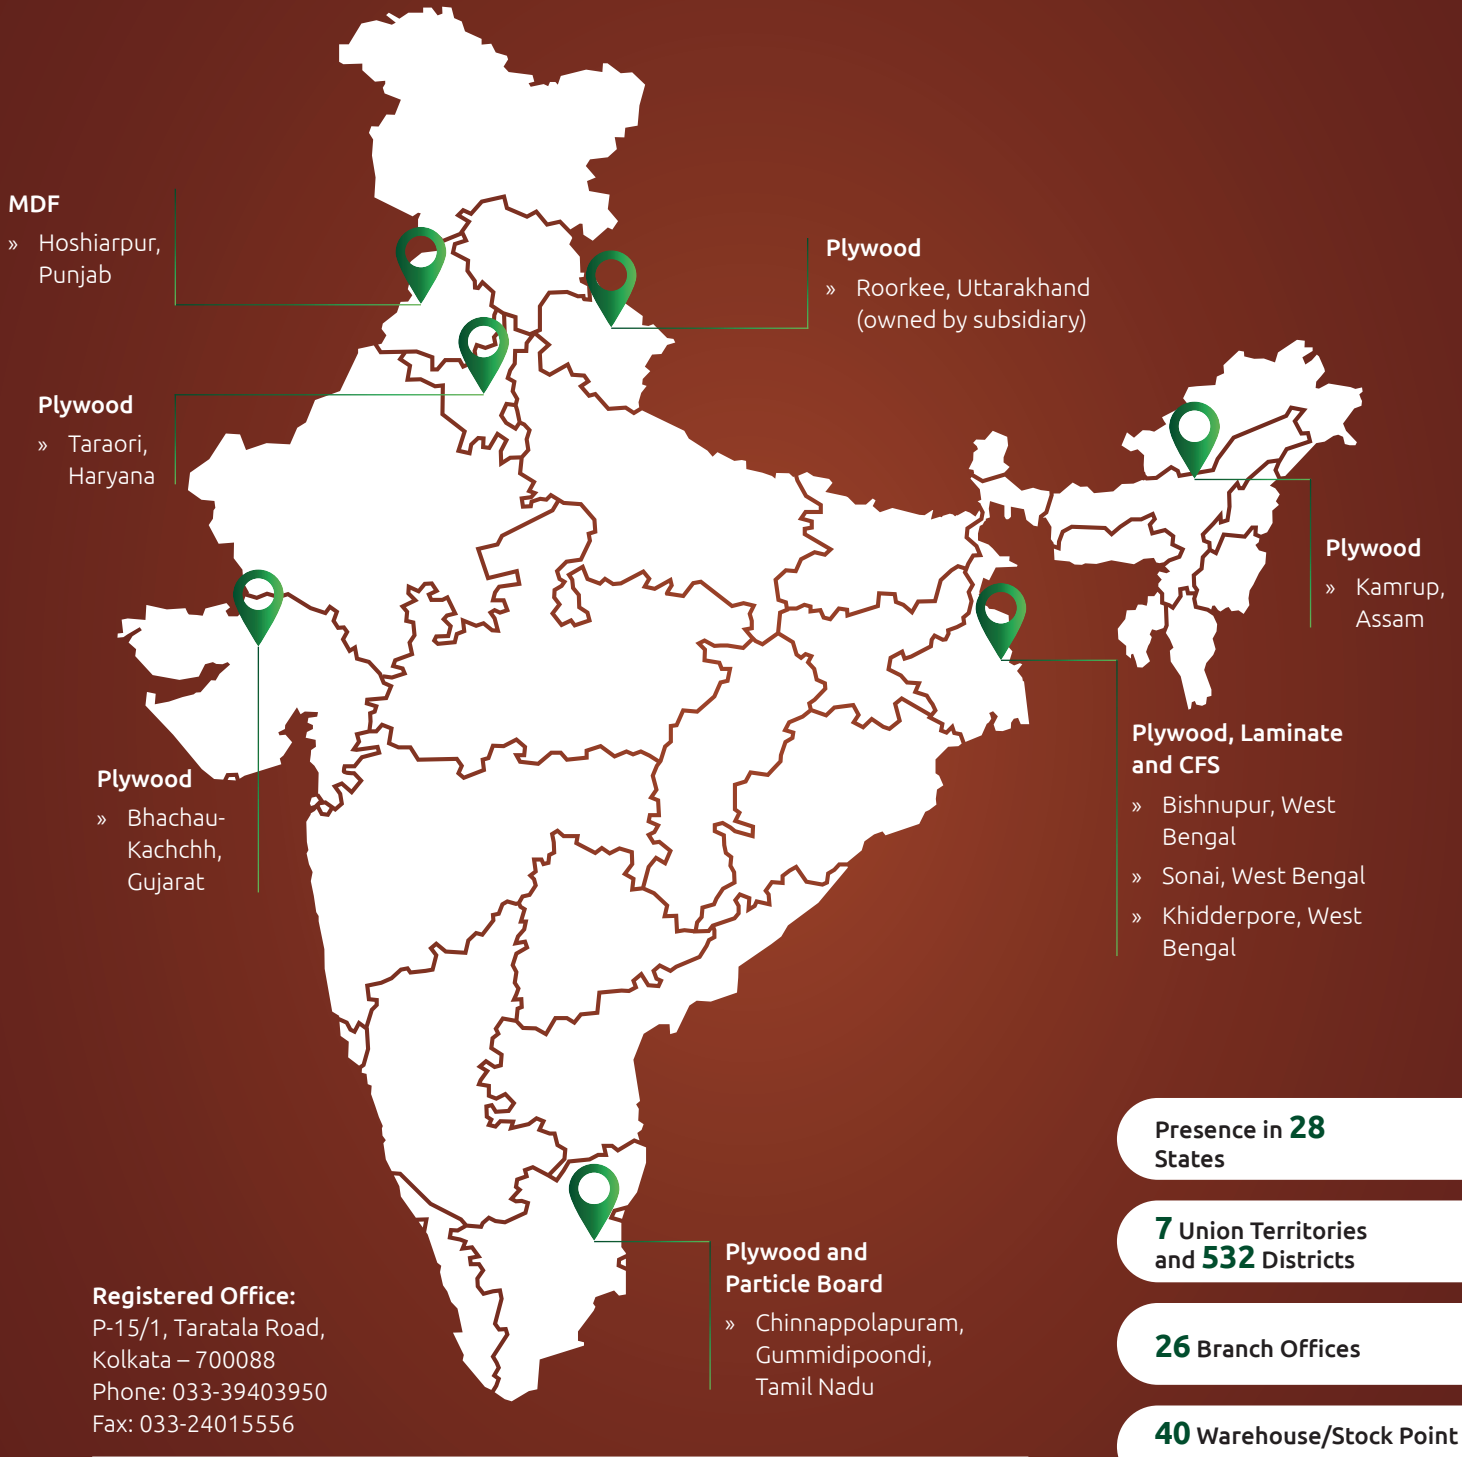 MDF
» Hoshiarpur,
Punjab
Plywood
» Roorkee, Uttarakhand
(owned by subsidiary)
Plywood
» Taraori,
Haryana
Plywood
» Kamrup,
Assam
Plywood, Laminate
and CFS
» Bishnupur, West
Bengal
» Sonai, West Bengal
» Khidderpore, West
Bengal
Plywood
» Bhachau-
Kachchh,
Gujarat
Plywood and
Particle Board
» Chinnappolapuram,
Gummidipoondi,
Tamil Nadu
Registered Office:
P-15/1, Taratala Road,
Kolkata – 700088
Phone: 033-39403950
Fax: 033-24015556
Presence in 28
States
7 Union Territories
and 532 Districts
26 Branch Offices
40 Warehouse/Stock Point